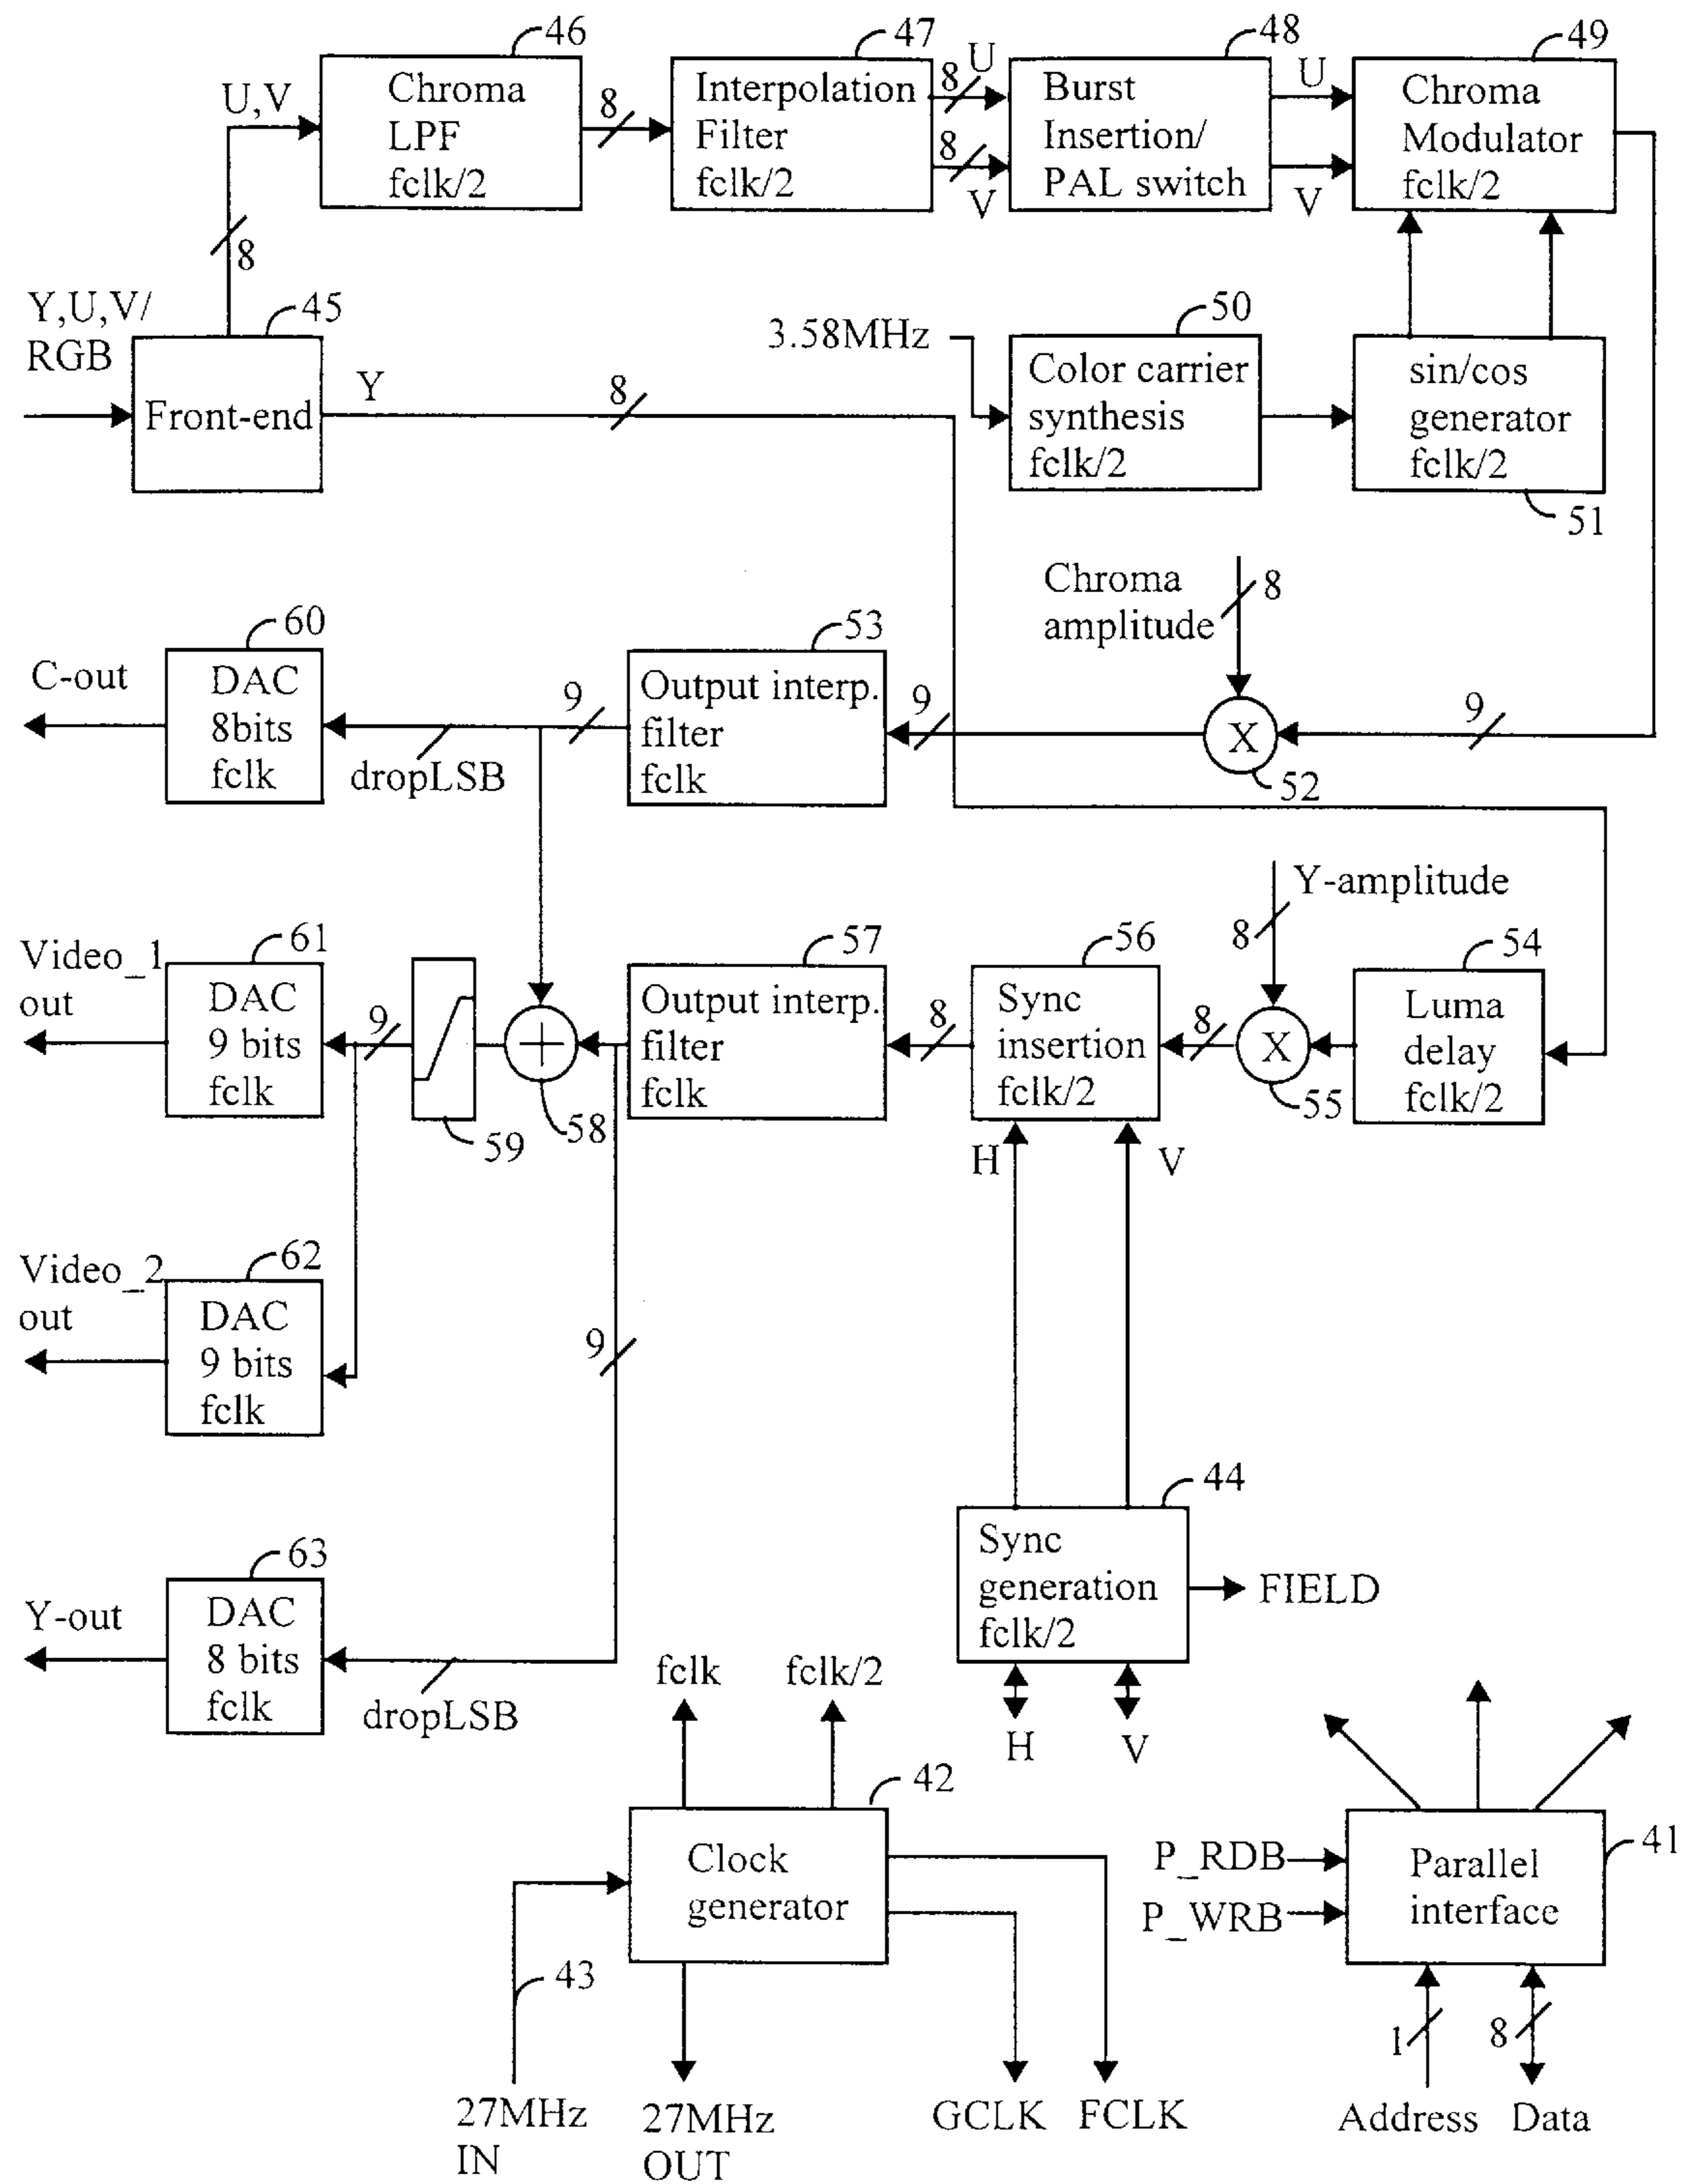 46
47
48
49
U,V
Chroma
LPF
fclk/2
8
Interpolation
Filter
fclk/2
8
U
8
V
Burst
Insertion/
PAL switch
U
V
Chroma
Modulator
fclk/2
8
Y,U,V/
RGB
45
Front-end
Y
8
3.58MHz
50
Color carrier
synthesis
fclk/2
sin/cos
generator
fclk/2
51
Chroma
amplitude
8
60
53
C-out
DAC
8bits
fclk
dropLSB
9
Output interp.
filter
fclk
9
X
52
9
Y-amplitude
8
61
57
56
54
Video_1
out
DAC
9 bits
fclk
9
59
+
58
Output interp.
filter
fclk
8
Sync
insertion
fclk/2
8
X
55
Luma
delay
fclk/2
H
V
62
Video_2
out
DAC
9 bits
fclk
9
44
Sync
generation
fclk/2
FIELD
H
V
63
Y-out
DAC
8 bits
fclk
dropLSB
fclk
fclk/2
42
Clock
generator
43
27MHz
IN
27MHz
OUT
GCLK
FCLK
P_RDB
P_WRB
41
Parallel
interface
1
8
Address
Data